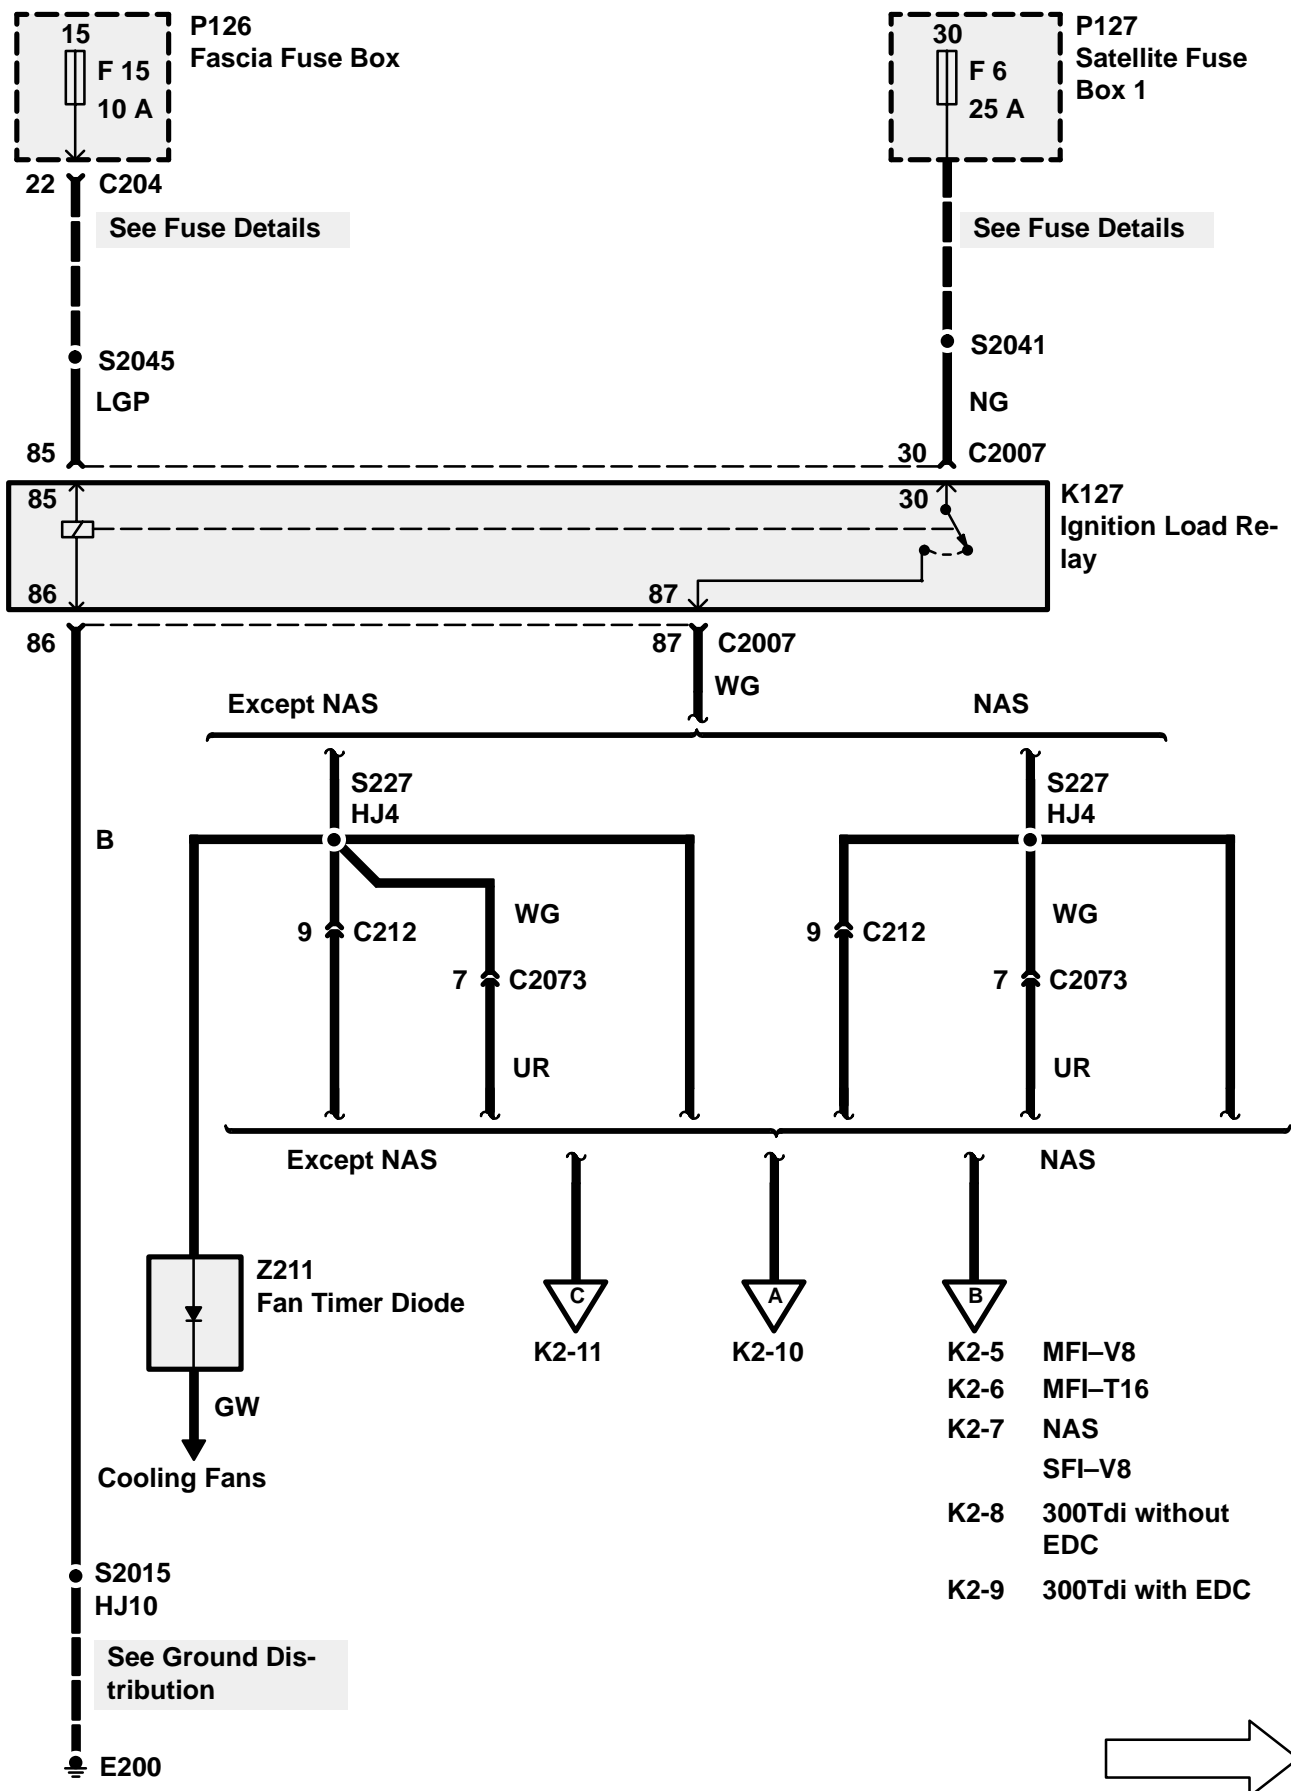 15
F 15
10 A
P126
Fascia Fuse Box
30
F 6
25 A
P127
Satellite Fuse
Box 1
22
C204
See Fuse Details
See Fuse Details
S2045
LGP
S2041
NG
85
30
C2007
85
30
K127
Ignition Load Re-
lay
86
87
86
87
C2007
WG
Except NAS
NAS
S227
HJ4
S227
HJ4
B
WG
WG
9
C212
9
C212
7
C2073
7
C2073
UR
UR
Except NAS
NAS
Z211
Fan Timer Diode
C
A
B
K2-11
K2-10
K2-5 MFI–V8
K2-6 MFI–T16
K2-7 NAS
SFI–V8
K2-8 300Tdi without
EDC
K2-9 300Tdi with EDC
GW
Cooling Fans
S2015
HJ10
See Ground Dis-
tribution
E200